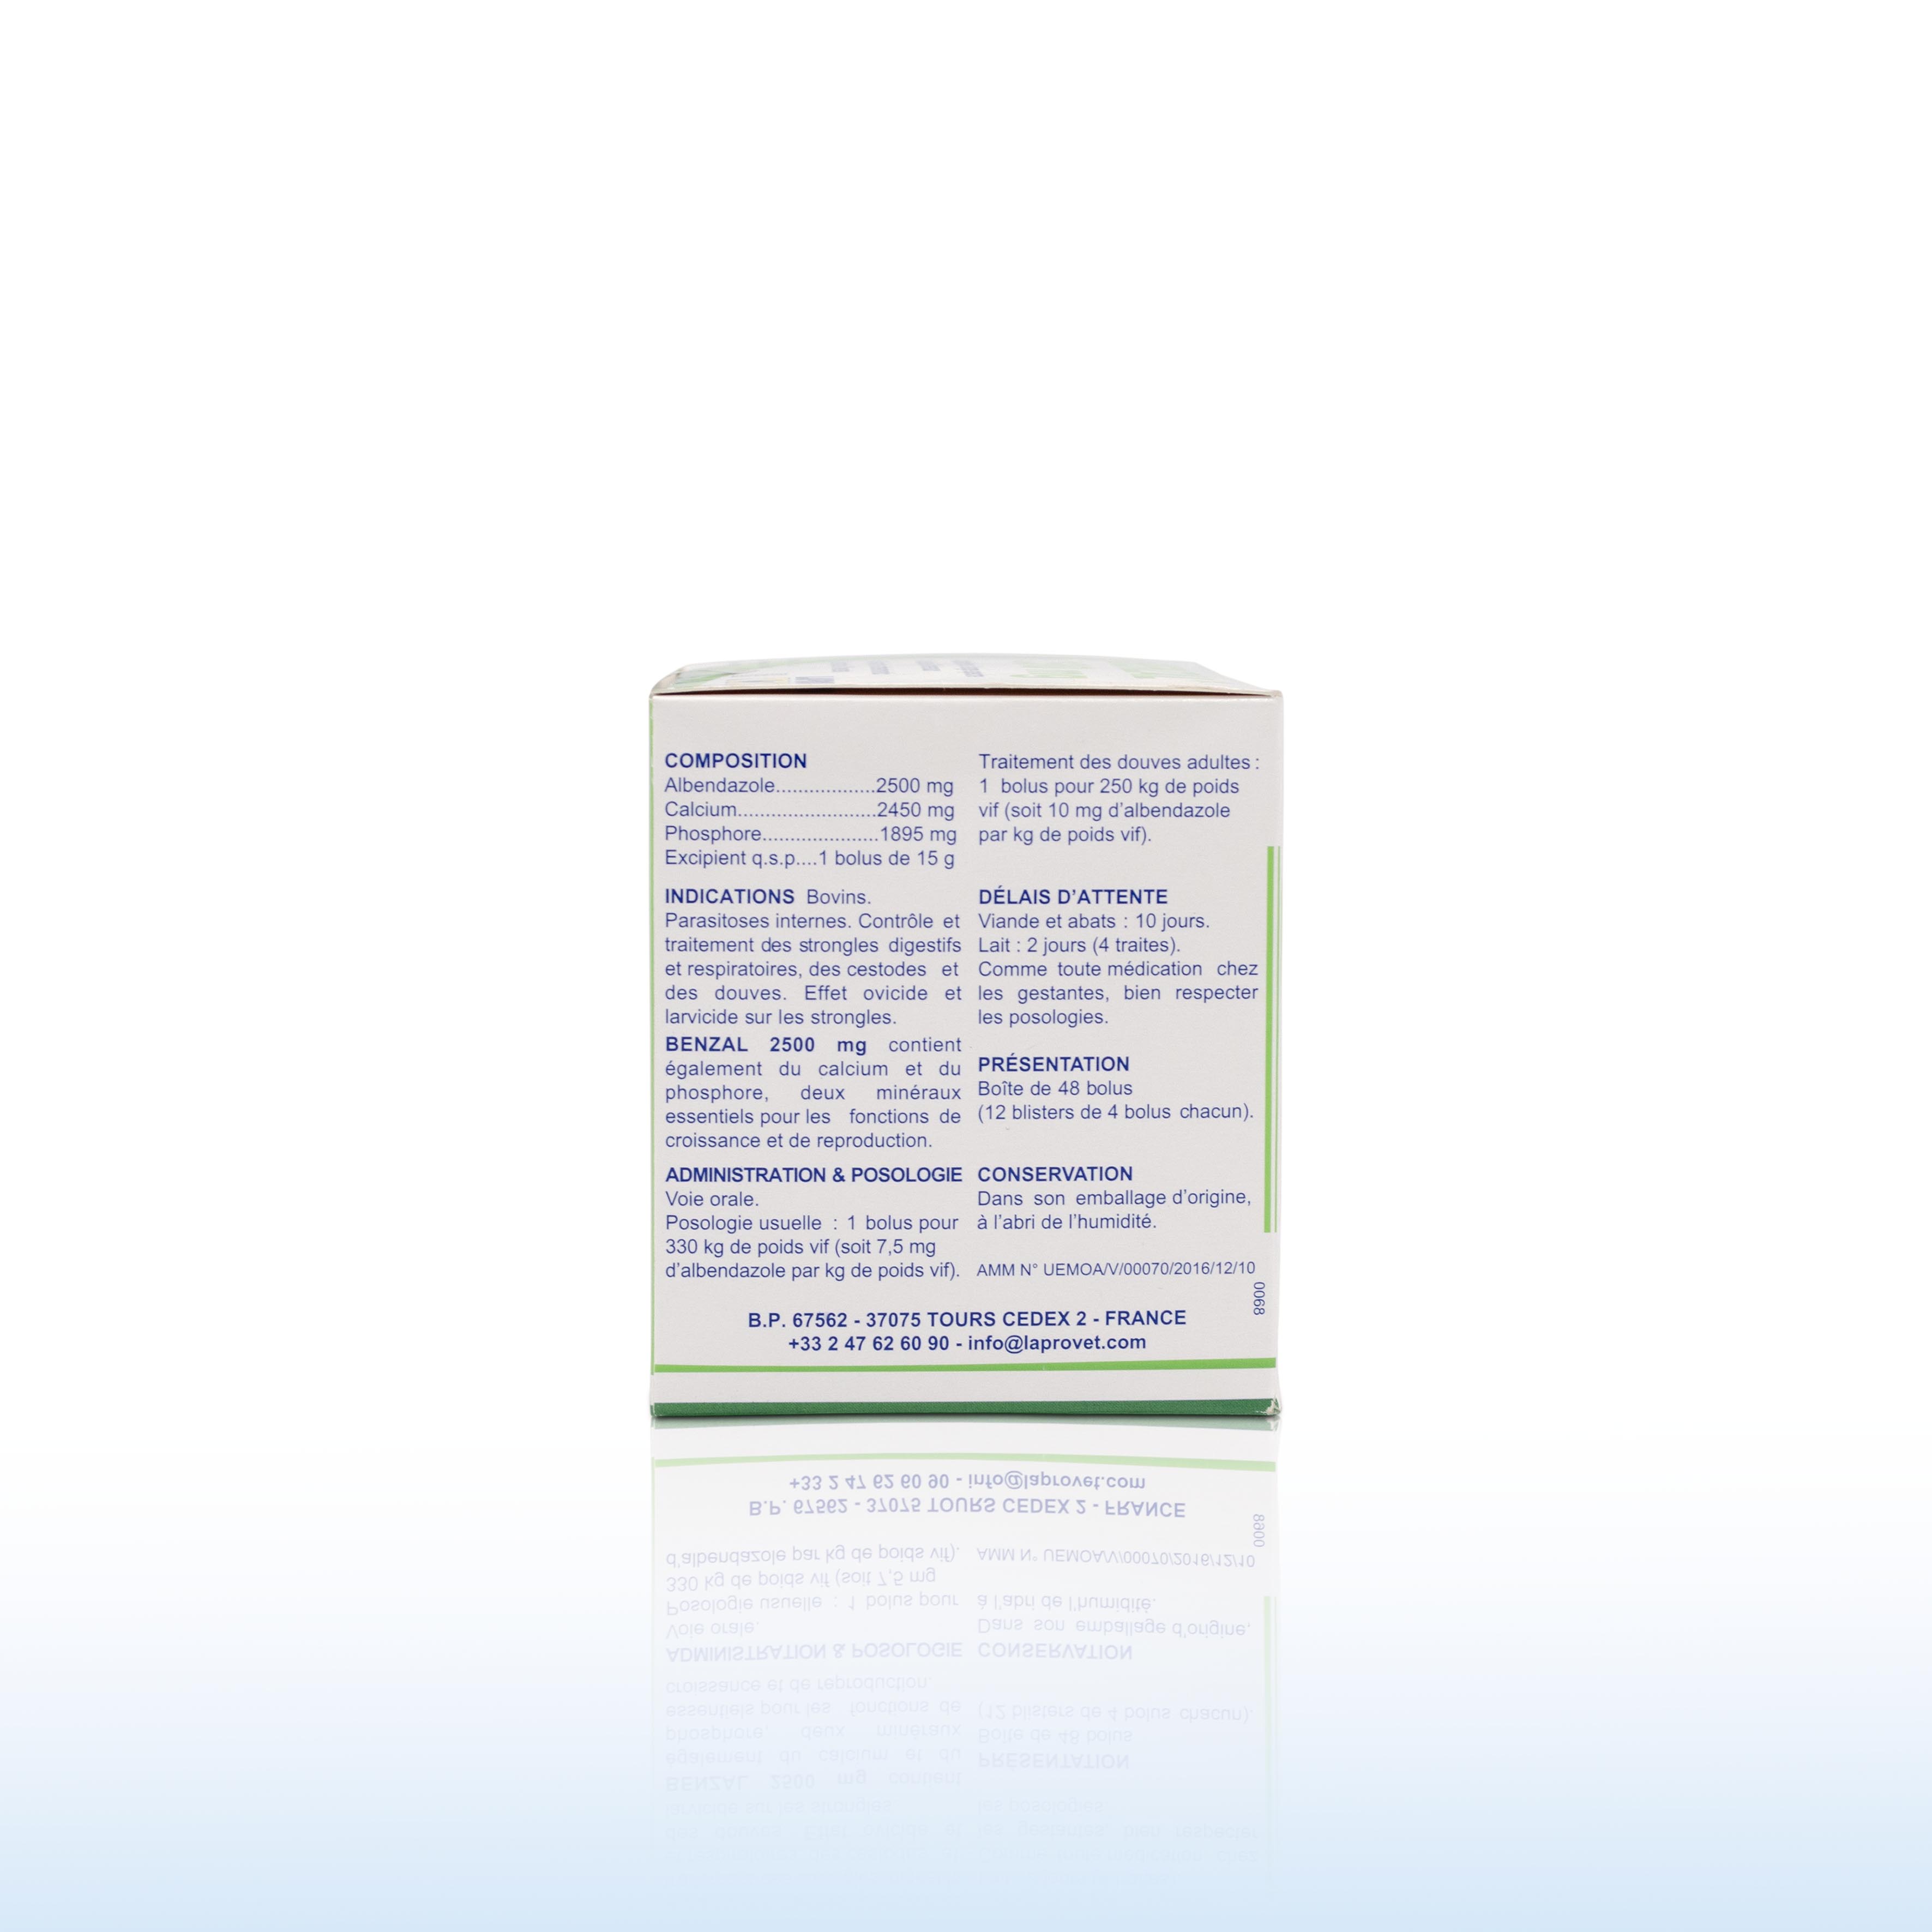 COMPOSITION
Albendazole..................2500 mg
Calcium.........................2450 mg
Phosphore.....................1895 mg
Excipient q.s.p....1 bolus de 15 g
INDICATIONS Bovins.
Parasitoses internes. Contrôle et
traitement des strongles digestifs
et respiratoires, des cestodes et
des douves. Effet ovicide et
larvicide sur les strongles.
BENZAL 2500 mg contient
également du calcium et du
phosphore, deux minéraux
essentiels pour les fonctions de
croissance et de reproduction.
ADMINISTRATION & POSOLOGIE
Voie orale.
Posologie usuelle : 1 bolus pour
330 kg de poids vif (soit 7,5 mg
d'albendazole par kg de poids vif).
Traitement des douves adultes :
1 bolus pour 250 kg de poids
vif (soit 10 mg d'albendazole
par kg de poids vif).
DÉLAIS D'ATTENTE
Viande et abats : 10 jours.
Lait : 2 jours (4 traites).
Comme toute médication chez
les gestantes, bien respecter
les posologies.
PRÉSENTATION
Boîte de 48 bolus
(12 blisters de 4 bolus chacun).
CONSERVATION
Dans son emballage d'origine,
à l'abri de l'humidité.
AMM N° UEMOA/V/00070/2016/12/10
0068
B.P. 67562 - 37075 TOURS CEDEX 2 - FRANCE
+33 2 47 62 60 90 - info@laprovet.com